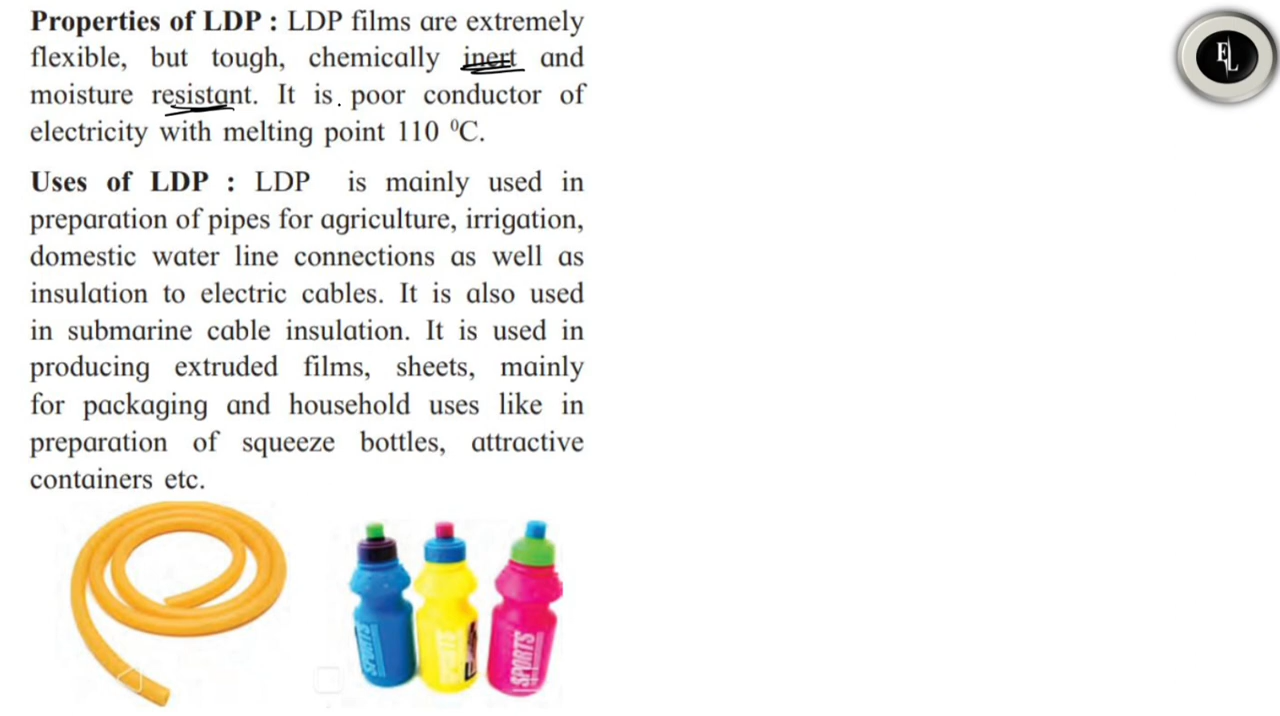 Properties of LDP : LDP films are extremely
flexible, but tough, chemically inert and
moisture resistant. It is poor conductor of
electricity with melting point 110 ⁰C.
Uses of LDP : LDP is mainly used in
preparation of pipes for agriculture, irrigation,
domestic water line connections as well as
insulation to electric cables. It is also used
in submarine cable insulation. It is used in
producing extruded films, sheets, mainly
for packaging and household uses like in
preparation of squeeze bottles, attractive
containers etc.
SPORTS
SPORTS
SPORTS
EL